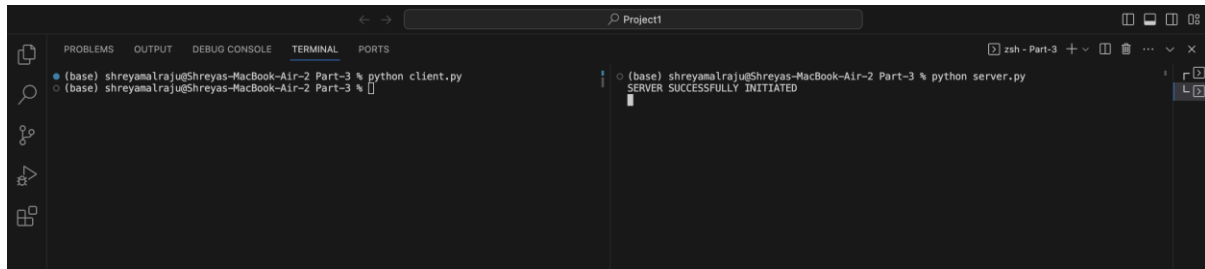 Project1
PROBLEMS OUTPUT DEBUG CONSOLE TERMINAL PORTS
zsh - Part-3
(base) shreyamalraju@Shreyas-MacBook-Air-2 Part-3 % python client.py
(base) shreyamalraju@Shreyas-MacBook-Air-2 Part-3 %
(base) shreyamalraju@Shreyas-MacBook-Air-2 Part-3 % python server.py
SERVER SUCCESSFULLY INITIATED